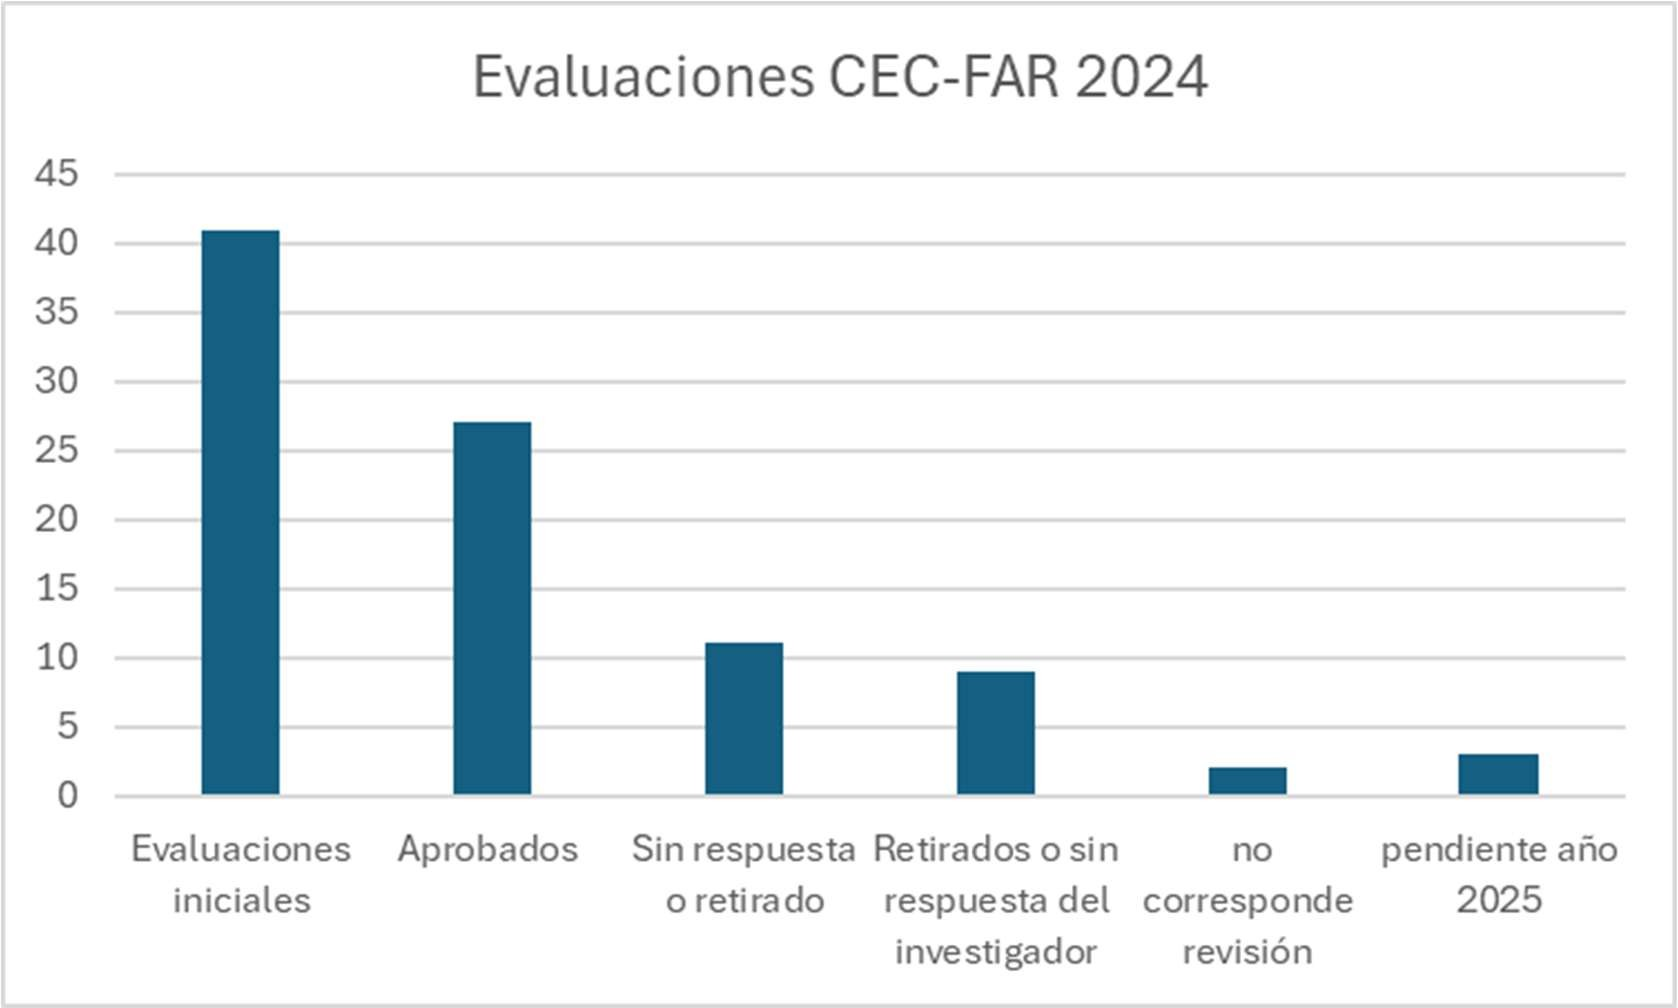 Evaluaciones CEC-FAR 2024
45
40
35
30
25
20
15
10
5
0
Evaluaciones
iniciales
Aprobados
Sin respuesta
o retirado
Retirados o sin
respuesta del
investigador
no
corresponde
revisión
pendiente año
2025